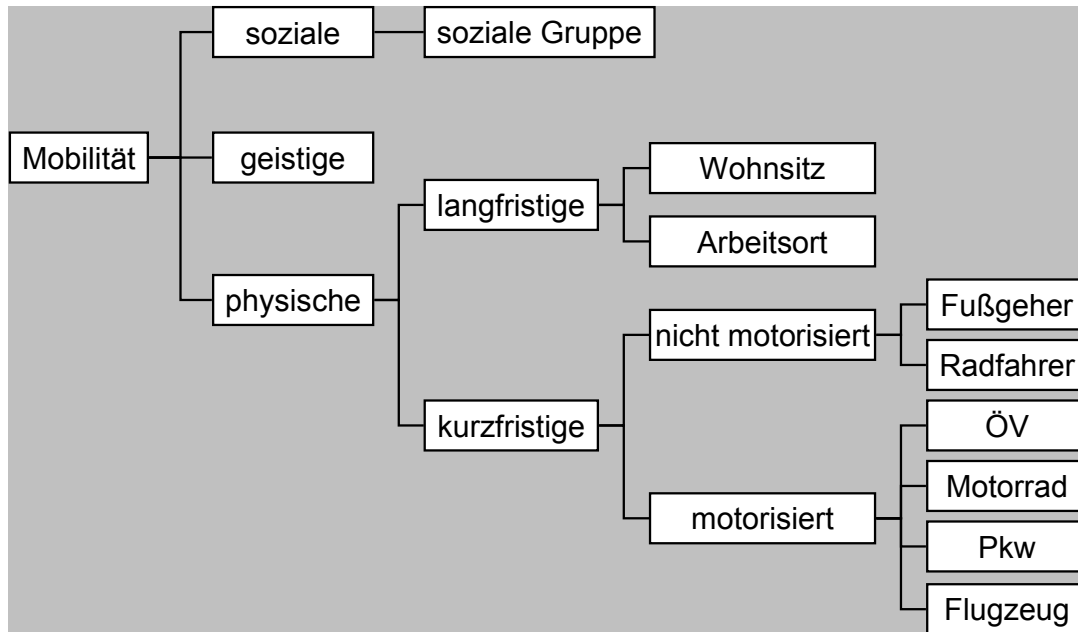 soziale
soziale Gruppe
Mobilität
geistige
Wohnsitz
langfristige
Arbeitsort
physische
Fußgeher
nicht motorisiert
Radfahrer
kurzfristige
ÖV
Motorrad
motorisiert
Pkw
Flugzeug